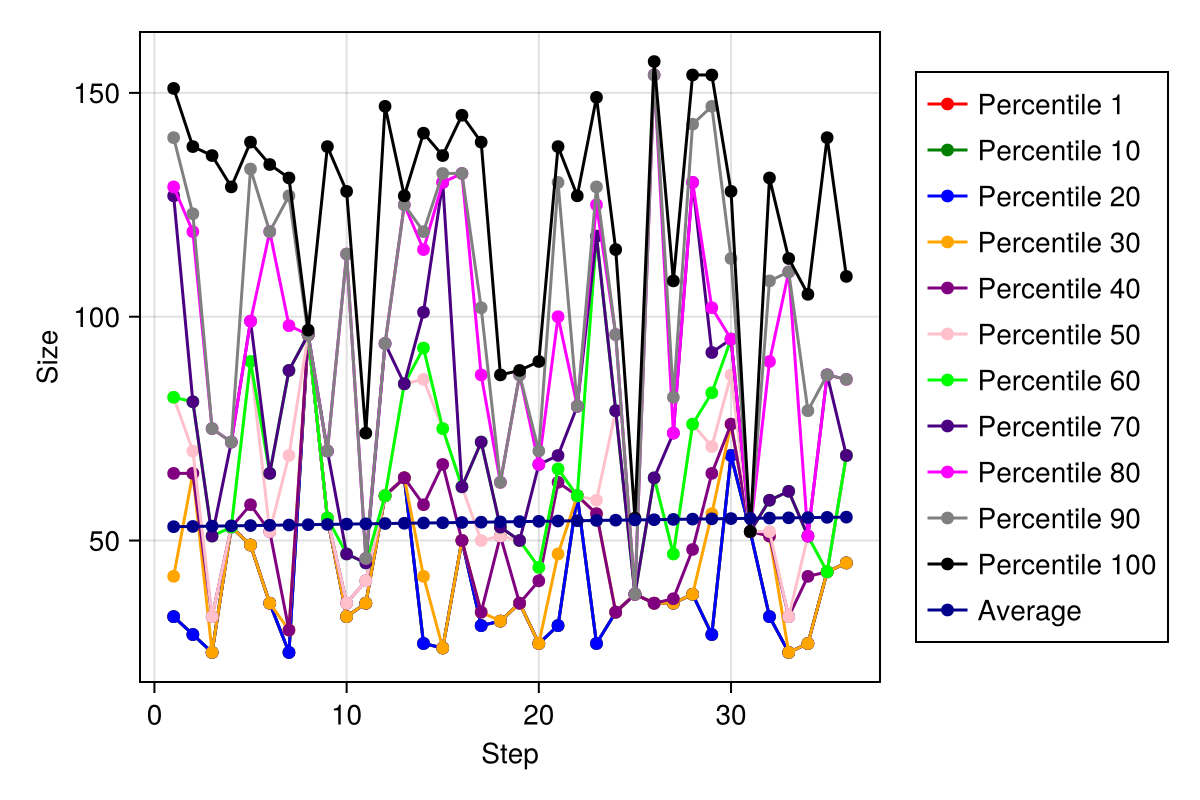 150
100
50
Size
0
10
20
30
Step
Percentile 1
Percentile 10
Percentile 20
Percentile 30
Percentile 40
Percentile 50
Percentile 60
Percentile 70
Percentile 80
Percentile 90
Percentile 100
Average